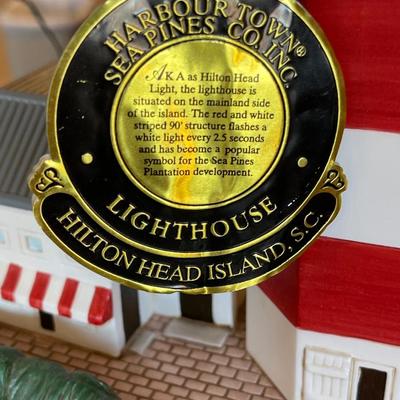 HARBOUR TOWN®
SEA PINES CO. INC.
AKA as Hilton Head
Light, the lighthouse is
situated on the mainland side
of the island. The red and white
striped 90' structure flashes a
white light every 2.5 seconds
and has become a popular
symbol for the Sea Pines
Plantation development.
LIGHTHOUSE
HILTON HEAD ISLAND, S.C.